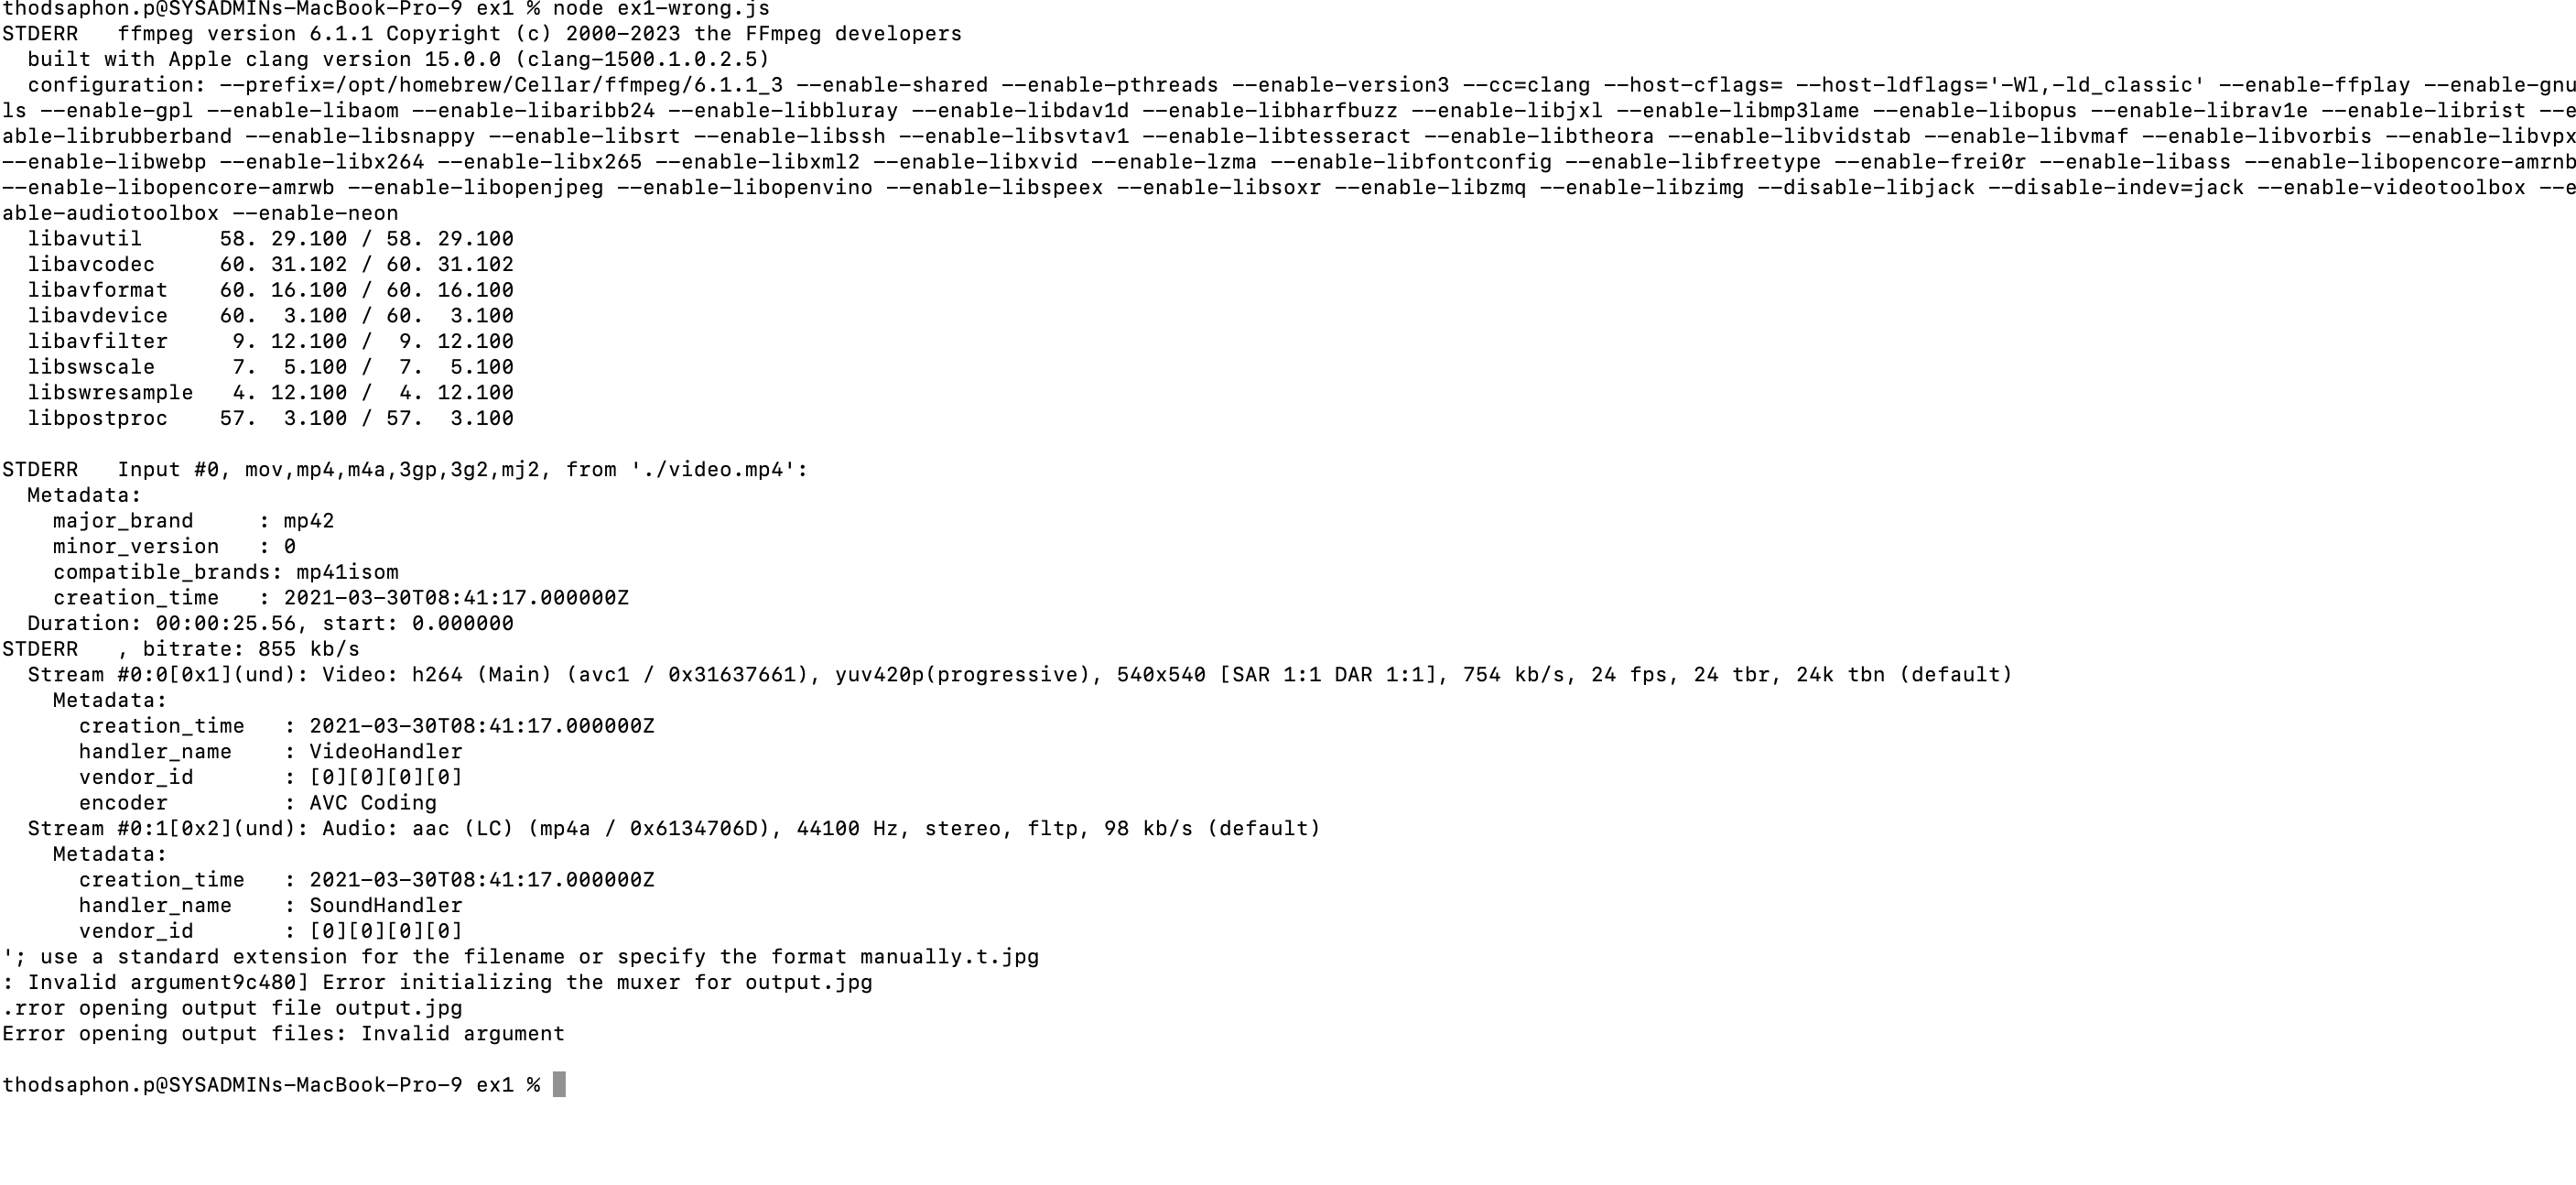 thodsaphon.p@SYSADMINs-MacBook-Pro-9 ex1 % node ex1-wrong.js
STDERR   ffmpeg version 6.1.1 Copyright (c) 2000-2023 the FFmpeg developers
  built with Apple clang version 15.0.0 (clang-1500.1.0.2.5)
  configuration: --prefix=/opt/homebrew/Cellar/ffmpeg/6.1.1_3 --enable-shared --enable-pthreads --enable-version3 --cc=clang --host-cflags= --host-ldflags='-Wl,-ld_classic' --enable-ffplay --enable-gnu
ls --enable-gpl --enable-libaom --enable-libaribb24 --enable-libbluray --enable-libdav1d --enable-libharfbuzz --enable-libjxl --enable-libmp3lame --enable-libopus --enable-librav1e --enable-librist --e
able-librubberband --enable-libsnappy --enable-libsrt --enable-libssh --enable-libsvtav1 --enable-libtesseract --enable-libtheora --enable-libvidstab --enable-libvmaf --enable-libvorbis --enable-libvpx
--enable-libwebp --enable-libx264 --enable-libx265 --enable-libxml2 --enable-libxvid --enable-lzma --enable-libfontconfig --enable-libfreetype --enable-frei0r --enable-libass --enable-libopencore-amrnb
--enable-libopencore-amrwb --enable-libopenjpeg --enable-libopenvino --enable-libspeex --enable-libsoxr --enable-libzmq --enable-libzimg --disable-libjack --disable-indev=jack --enable-videotoolbox --e
able-audiotoolbox --enable-neon
  libavutil      58. 29.100 / 58. 29.100
  libavcodec     60. 31.102 / 60. 31.102
  libavformat    60. 16.100 / 60. 16.100
  libavdevice    60.  3.100 / 60.  3.100
  libavfilter     9. 12.100 /  9. 12.100
  libswscale      7.  5.100 /  7.  5.100
  libswresample   4. 12.100 /  4. 12.100
  libpostproc    57.  3.100 / 57.  3.100

STDERR   Input #0, mov,mp4,m4a,3gp,3g2,mj2, from './video.mp4':
  Metadata:
    major_brand     : mp42
    minor_version   : 0
    compatible_brands: mp41isom
    creation_time   : 2021-03-30T08:41:17.000000Z
  Duration: 00:00:25.56, start: 0.000000
STDERR   , bitrate: 855 kb/s
  Stream #0:0[0x1](und): Video: h264 (Main) (avc1 / 0x31637661), yuv420p(progressive), 540x540 [SAR 1:1 DAR 1:1], 754 kb/s, 24 fps, 24 tbr, 24k tbn (default)
    Metadata:
      creation_time   : 2021-03-30T08:41:17.000000Z
      handler_name    : VideoHandler
      vendor_id       : [0][0][0][0]
      encoder         : AVC Coding
  Stream #0:1[0x2](und): Audio: aac (LC) (mp4a / 0x6134706D), 44100 Hz, stereo, fltp, 98 kb/s (default)
    Metadata:
      creation_time   : 2021-03-30T08:41:17.000000Z
      handler_name    : SoundHandler
      vendor_id       : [0][0][0][0]
'; use a standard extension for the filename or specify the format manually.t.jpg
: Invalid argument9c480] Error initializing the muxer for output.jpg
.rror opening output file output.jpg
Error opening output files: Invalid argument

thodsaphon.p@SYSADMINs-MacBook-Pro-9 ex1 %